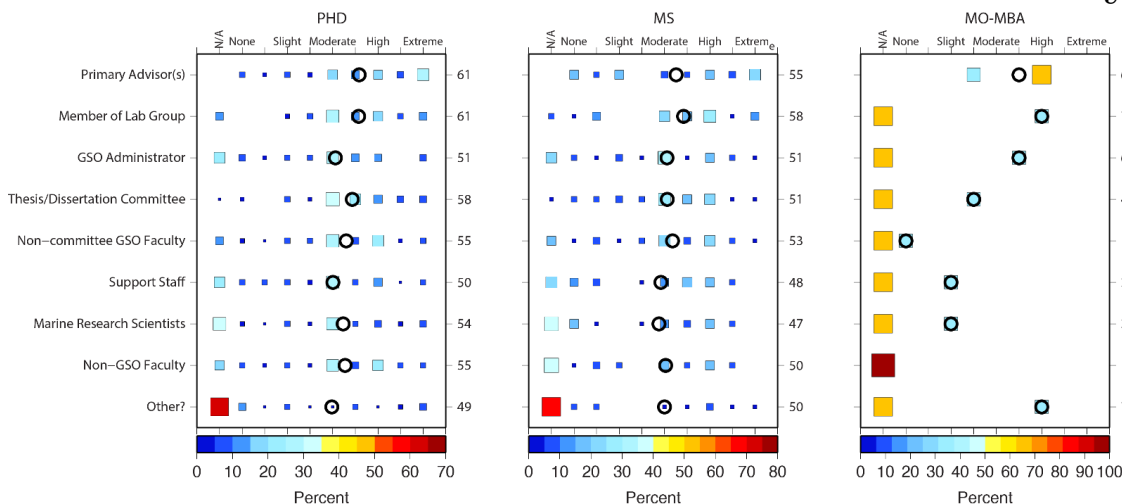 g
PHD MS MO-MBA
N/A None Slight Moderate High Extreme N/A None Slight Moderate High Extreme N/A None Slight Moderate High Extreme
Primary Advisor(s) 61 55
Member of Lab Group 61 58
GSO Administrator 51 51
Thesis/Dissertation Committee 58 51
Non-committee GSO Faculty 55 53
Support Staff 50 48
Marine Research Scientists 54 47
Non-GSO Faculty 55 50
Other? 49 50
0 10 20 30 40 50 60 70 0 10 20 30 40 50 60 70 80 0 10 20 30 40 50 60 70 80 90 100
Percent Percent Percent